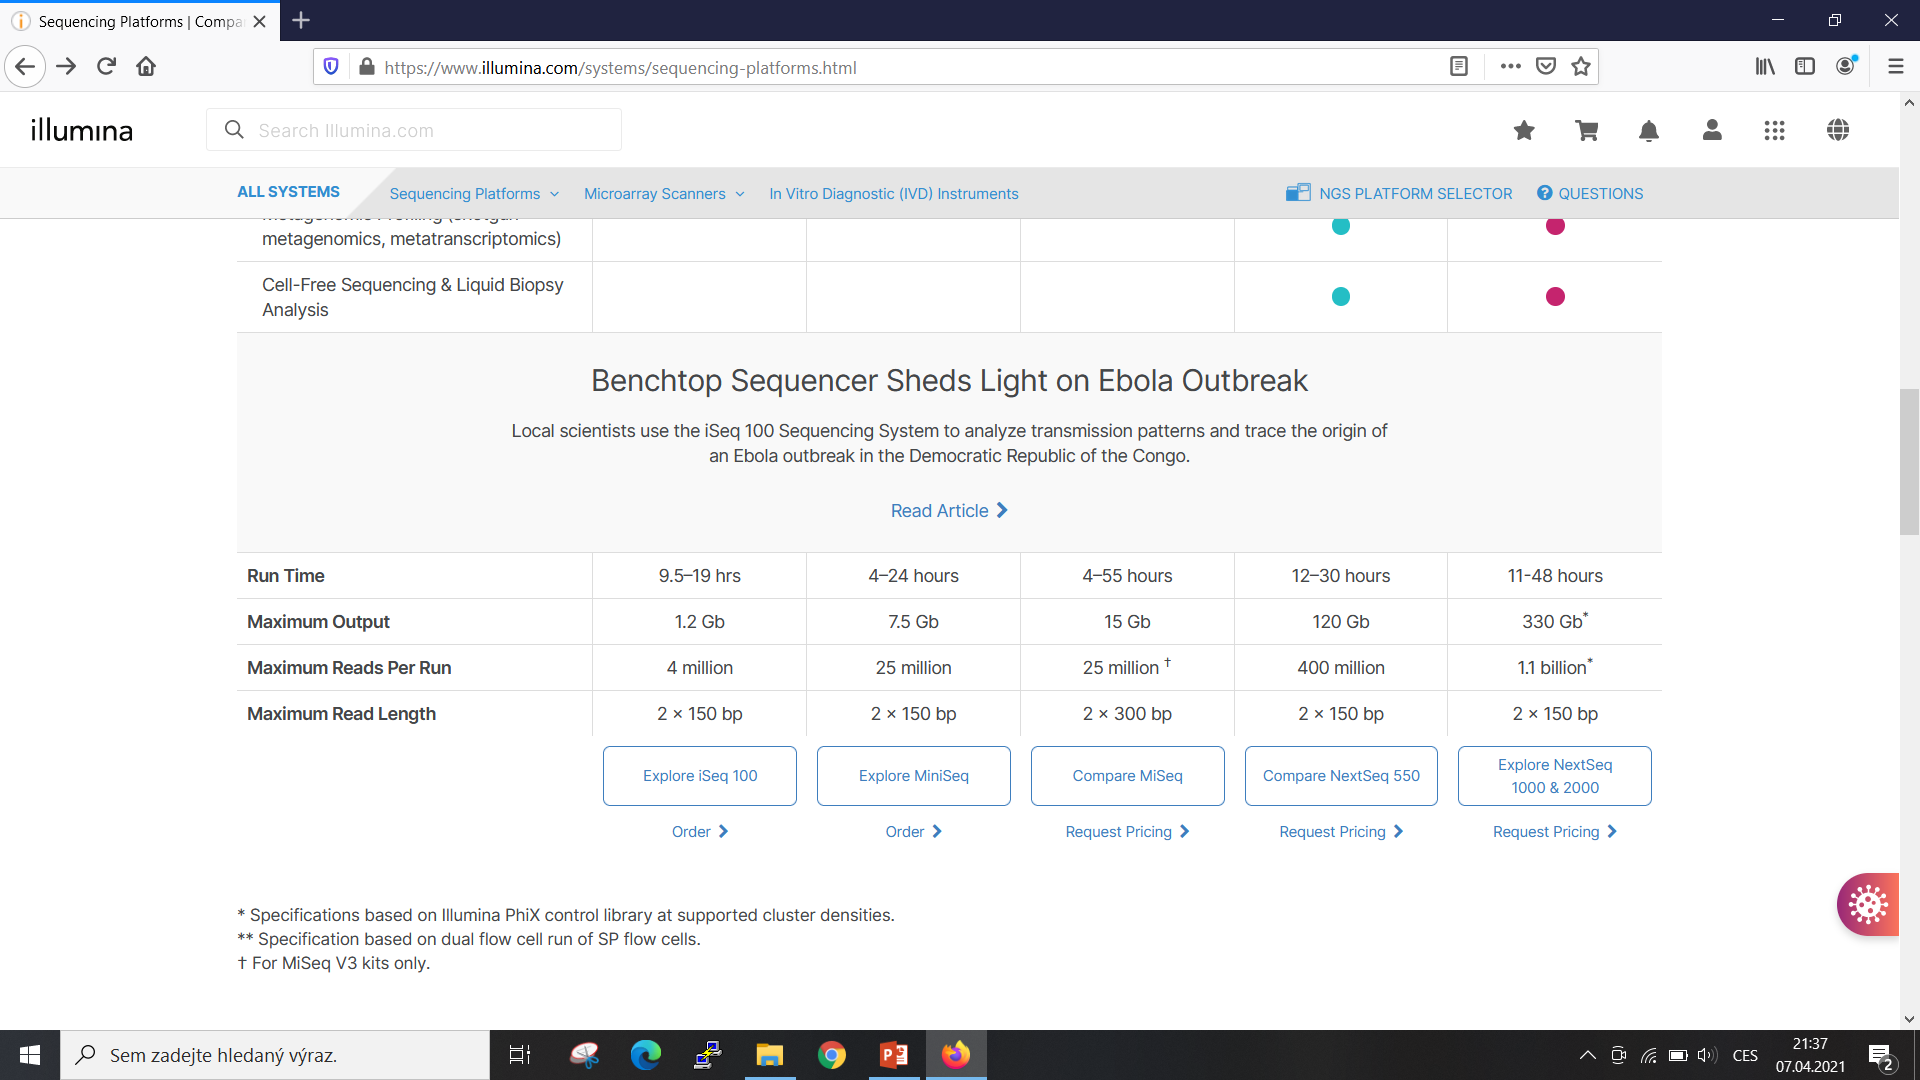 Sequencing Platforms | Compa
https://www.illumina.com/systems/sequencing-platforms.html
illumına
Search Illumina.com
ALL SYSTEMS
Sequencing Platforms
Microarray Scanners
In Vitro Diagnostic (IVD) Instruments
NGS PLATFORM SELECTOR
QUESTIONS
Metagenomic Profiling (shotgun
metagenomics, metatranscriptomics)
Cell-Free Sequencing & Liquid Biopsy
Analysis
Benchtop Sequencer Sheds Light on Ebola Outbreak
Local scientists use the iSeq 100 Sequencing System to analyze transmission patterns and trace the origin of
an Ebola outbreak in the Democratic Republic of the Congo.
Read Article
Run Time 9.5–19 hrs 4–24 hours 4–55 hours 12–30 hours 11-48 hours
Maximum Output 1.2 Gb 7.5 Gb 15 Gb 120 Gb 330 Gb*
Maximum Reads Per Run 4 million 25 million 25 million † 400 million 1.1 billion*
Maximum Read Length 2 × 150 bp 2 × 150 bp 2 × 300 bp 2 × 150 bp 2 × 150 bp
Explore iSeq 100
Explore MiniSeq
Compare MiSeq
Compare NextSeq 550
Explore NextSeq
1000 & 2000
Order
Order
Request Pricing
Request Pricing
Request Pricing
* Specifications based on Illumina PhiX control library at supported cluster densities.
** Specification based on dual flow cell run of SP flow cells.
† For MiSeq V3 kits only.
Sem zadejte hledaný výraz.
CES
21:37
07.04.2021
2